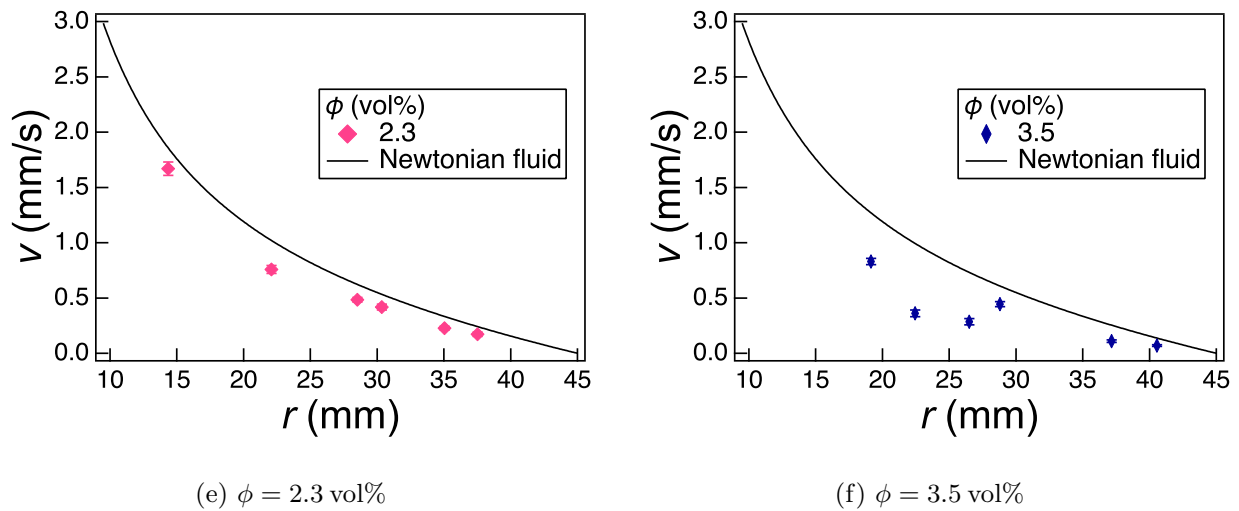 3.0
2.5
2.0
1.5
1.0
0.5
0.0
v (mm/s)
ϕ (vol%)
2.3
Newtonian fluid
10 15 20 25 30 35 40 45
r (mm)
(e) ϕ = 2.3 vol%
3.0
2.5
2.0
1.5
1.0
0.5
0.0
v (mm/s)
ϕ (vol%)
3.5
Newtonian fluid
10 15 20 25 30 35 40 45
r (mm)
(f) ϕ = 3.5 vol%